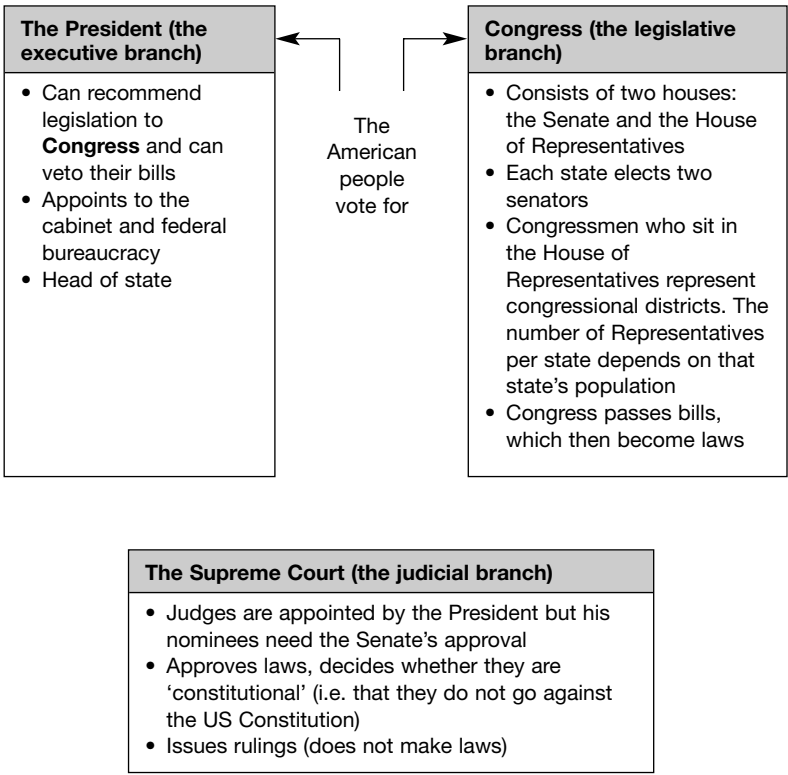 The President (the
executive branch)
• Can recommend
legislation to
Congress and can
veto their bills
• Appoints to the
cabinet and federal
bureaucracy
• Head of state
The
American
people
vote for
Congress (the legislative
branch)
• Consists of two houses:
the Senate and the House
of Representatives
• Each state elects two
senators
• Congressmen who sit in
the House of
Representatives represent
congressional districts. The
number of Representatives
per state depends on that
state’s population
• Congress passes bills,
which then become laws
The Supreme Court (the judicial branch)
• Judges are appointed by the President but his
nominees need the Senate’s approval
• Approves laws, decides whether they are
‘constitutional’ (i.e. that they do not go against
the US Constitution)
• Issues rulings (does not make laws)